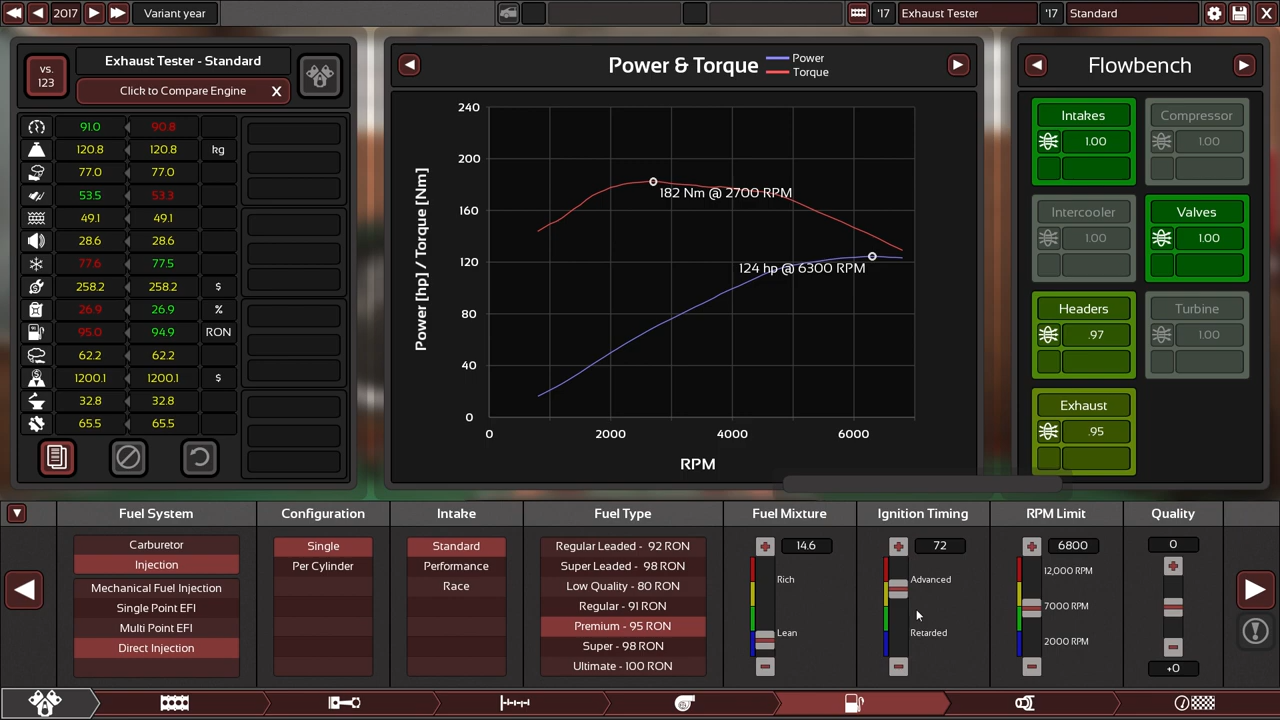 2017
Variant year
'17
Exhaust Tester
'17
Standard
vs.
123
Exhaust Tester - Standard
Click to Compare Engine X
91.0 90.8
120.8 120.8 kg
77.0 77.0
53.5 53.3
49.1 49.1
28.6 28.6
77.6 77.5
258.2 258.2 $
26.9 26.9 %
95.0 94.9 RON
62.2 62.2
1200.1 1200.1 $
32.8 32.8
65.5 65.5
Power & Torque
Power
Torque
Power [hp] / Torque [Nm]
240
200
160
120
80
40
0
182 Nm @ 2700 RPM
124 hp @ 6300 RPM
0 2000 4000 6000
RPM
Flowbench
Intakes
1.00
Compressor
1.00
Intercooler
1.00
Valves
1.00
Headers
.97
Turbine
1.00
Exhaust
.95
Fuel System
Carburetor
Injection
Mechanical Fuel Injection
Single Point EFI
Multi Point EFI
Direct Injection
Configuration
Single
Per Cylinder
Intake
Standard
Performance
Race
Fuel Type
Regular Leaded - 92 RON
Super Leaded - 98 RON
Low Quality - 80 RON
Regular - 91 RON
Premium - 95 RON
Super - 98 RON
Ultimate - 100 RON
Fuel Mixture
14.6
Rich
Lean
Ignition Timing
72
Advanced
Retarded
RPM Limit
6800
12,000 RPM
7000 RPM
2000 RPM
Quality
0
+0